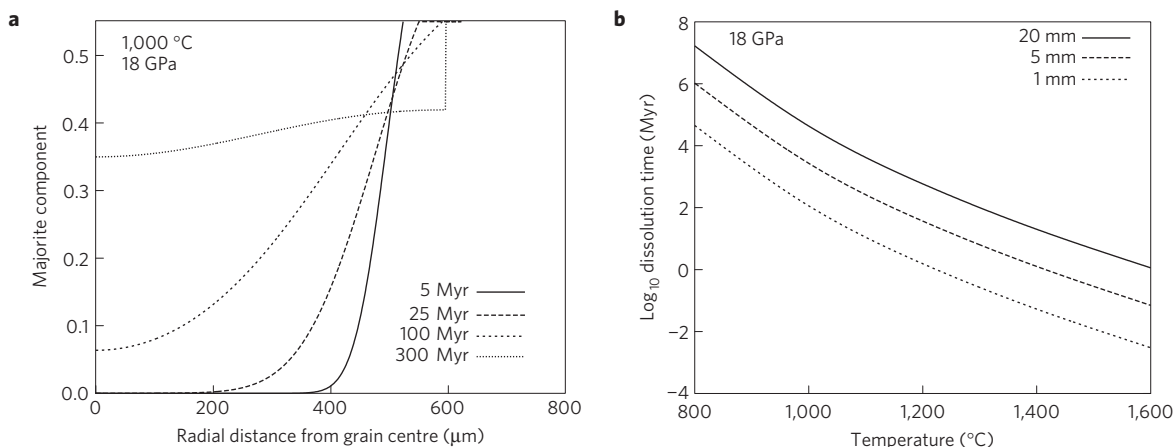 a
1,000 °C
18 GPa
0.5
0.4
0.3
0.2
0.1
0.0
Majorite component
5 Myr
25 Myr
100 Myr
300 Myr
0
200
400
600
800
Radial distance from grain centre (μm)
b
18 GPa
20 mm
5 mm
1 mm
8
6
4
2
0
−2
−4
Log10 dissolution time (Myr)
800
1,000
1,200
1,400
1,600
Temperature (°C)